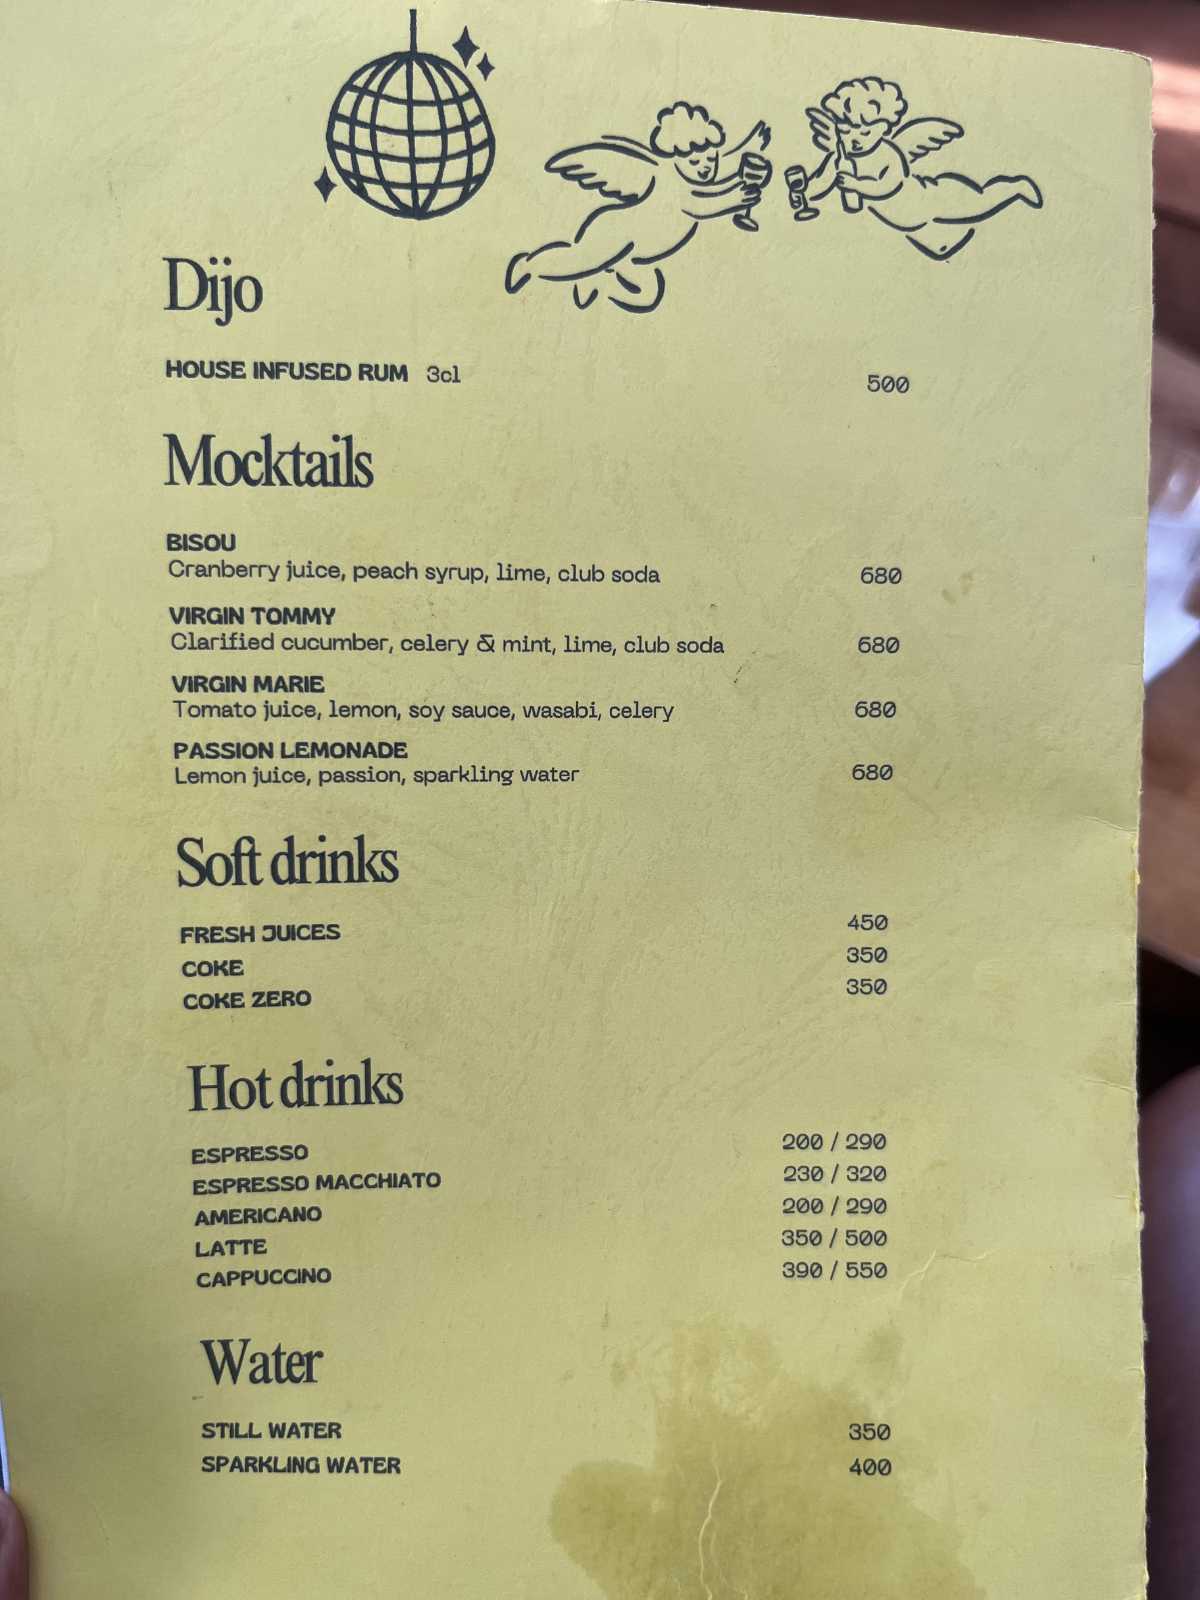 Dijo
HOUSE INFUSED RUM 3cl 500
Mocktails
BISOU
Cranberry juice, peach syrup, lime, club soda 680
VIRGIN TOMMY
Clarified cucumber, celery & mint, lime, club soda 680
VIRGIN MARIE
Tomato juice, lemon, soy sauce, wasabi, celery 680
PASSION LEMONADE
Lemon juice, passion, sparkling water 680
Soft drinks
FRESH JUICES 450
COKE 350
COKE ZERO 350
Hot drinks
ESPRESSO 200 / 290
ESPRESSO MACCHIATO 230 / 320
AMERICANO 200 / 290
LATTE 350 / 500
CAPPUCCINO 390 / 550
Water
STILL WATER 350
SPARKLING WATER 400